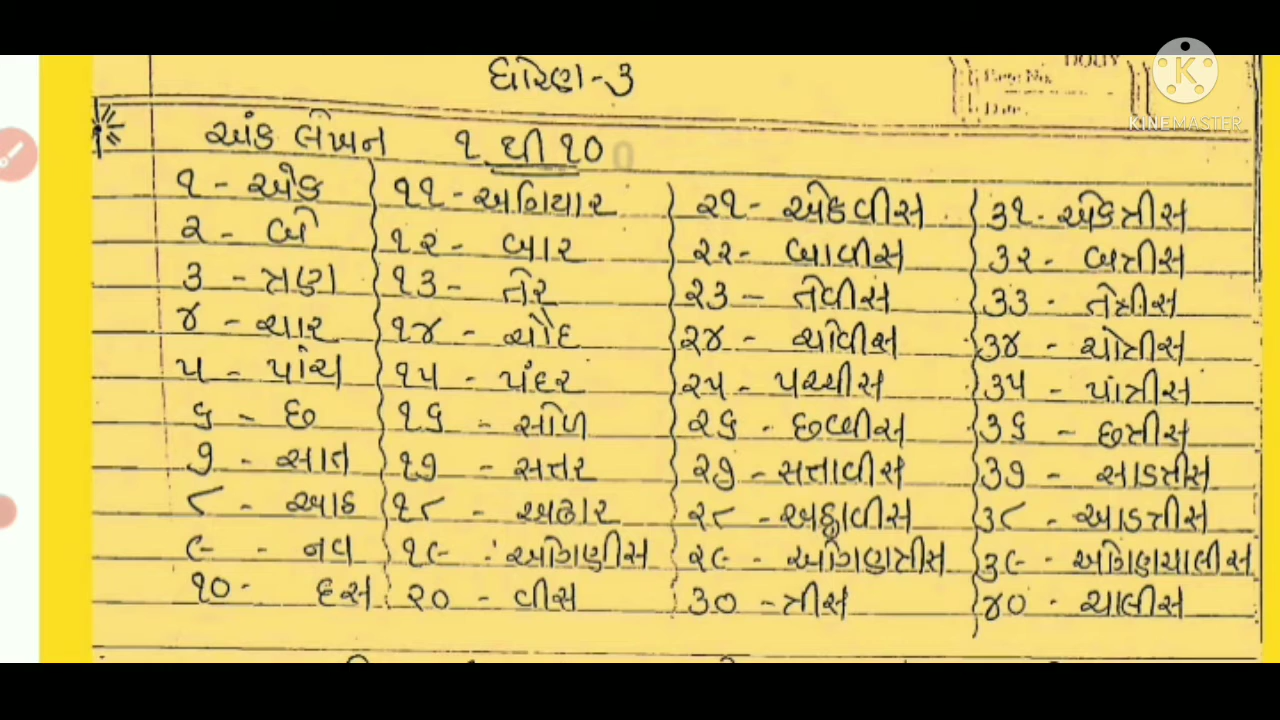 ધોરણ-૩
Page No.
Date
KINEMASTER
અંક લેખન ૧ થી ૧૦
૧ - એક ૧૧ - અગિયાર ૨૧ - એકવીસ ૩૧ - એકત્રીસ
૨ - બે ૧૨ - બાર ૨૨ - બાવીસ ૩૨ - બત્રીસ
૩ - ત્રણ ૧૩ - તેર ૨૩ - તેવીસ ૩૩ - તેત્રીસ
૪ - ચાર ૧૪ - ચૌદ ૨૪ - ચોવીસ ૩૪ - ચોત્રીસ
૫ - પાંચ ૧૫ - પંદર ૨૫ - પચ્ચીસ ૩૫ - પાંત્રીસ
૬ - છ ૧૬ - સોળ ૨૬ - છવ્વીસ ૩૬ - છત્રીસ
૭ - સાત ૧૭ - સત્તર ૨૭ - સત્તાવીસ ૩૭ - સાડત્રીસ
૮ - આઠ ૧૮ - અઢાર ૨૮ - અઠ્ઠાવીસ ૩૮ - આડત્રીસ
૯ - નવ ૧૯ - ઓગણીસ ૨૯ - ઓગણત્રીસ ૩૯ - ઓગણચાલીસ
૧૦ - દસ ૨૦ - વીસ ૩૦ - ત્રીસ ૪૦ - ચાલીસ